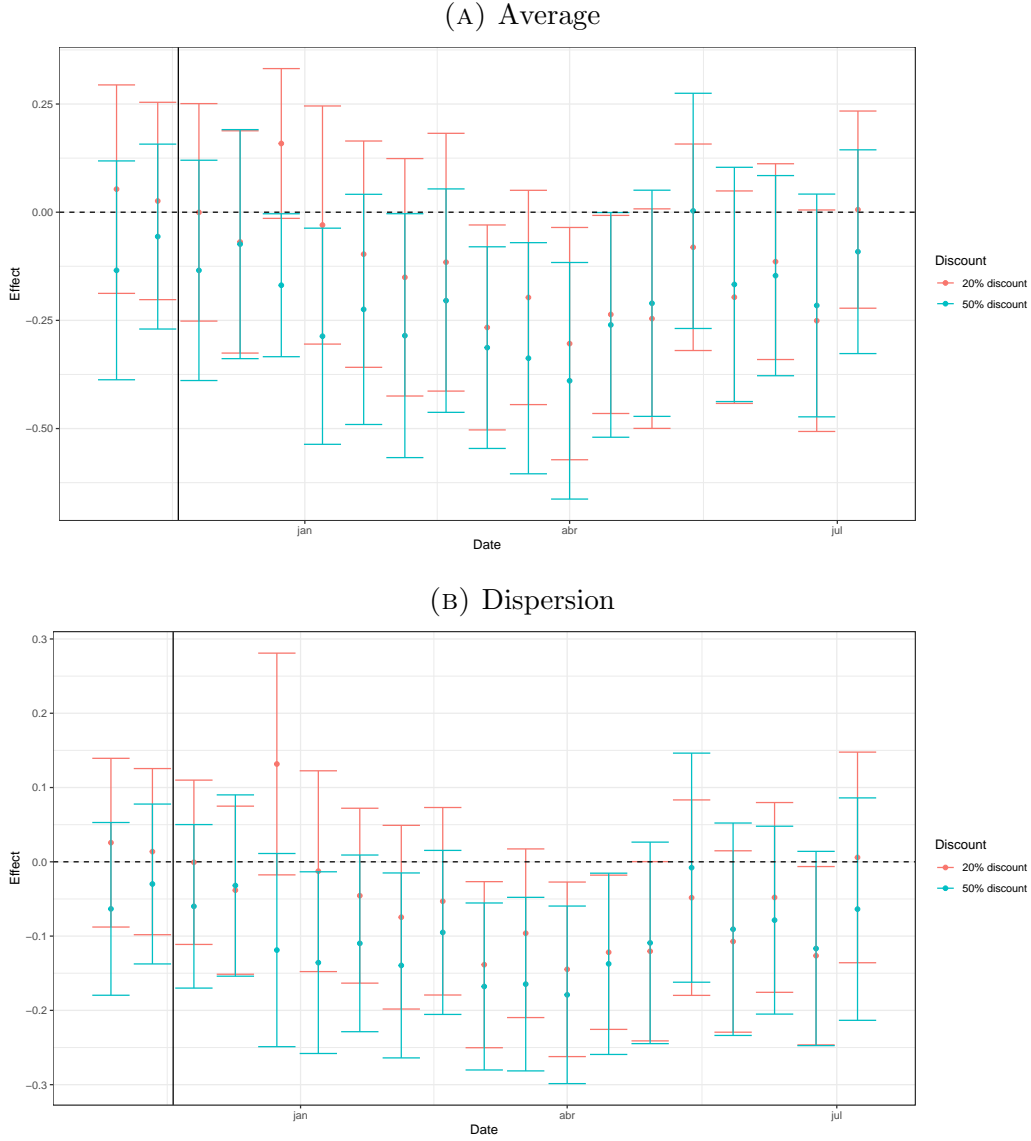 (A) Average
0.25
0.00
−0.25
−0.50
Effect
jan
abr
jul
Date
Discount
20% discount
50% discount
(B) Dispersion
0.3
0.2
0.1
0.0
−0.1
−0.2
−0.3
Effect
jan
abr
jul
Date
Discount
20% discount
50% discount